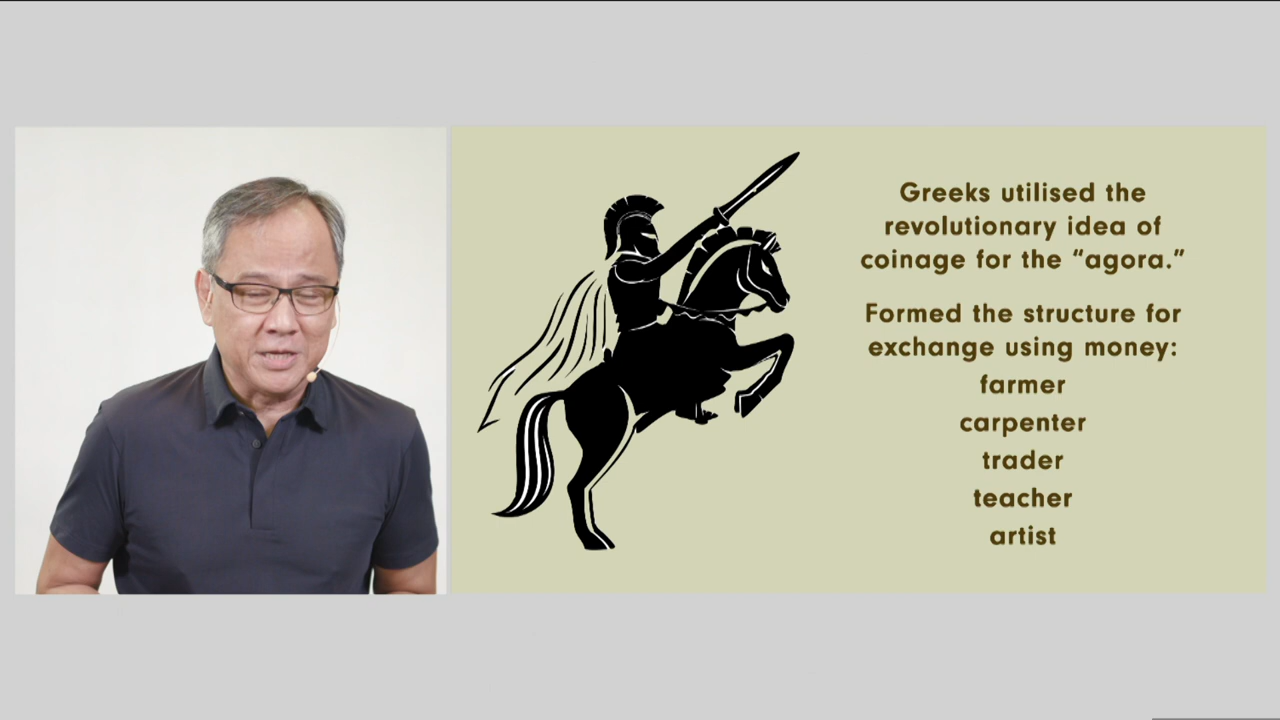 Greeks utilised the
revolutionary idea of
coinage for the “agora.”
Formed the structure for
exchange using money:
farmer
carpenter
trader
teacher
artist